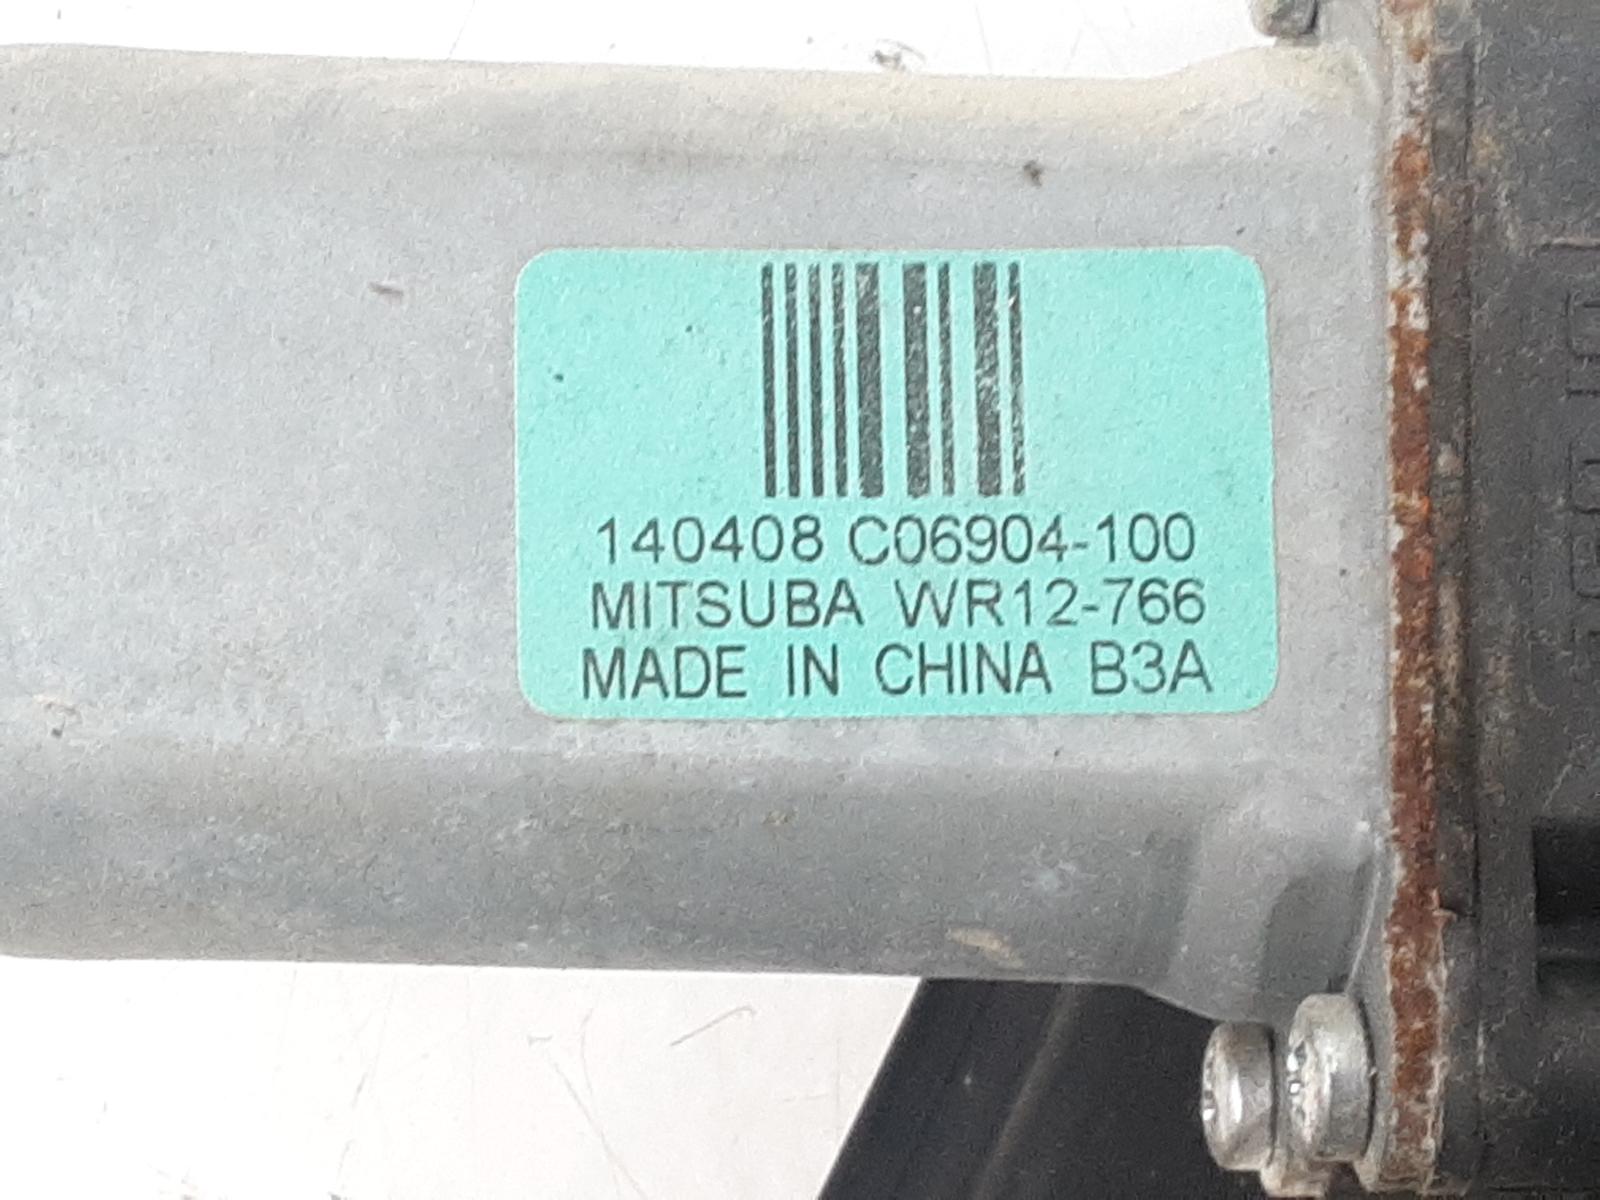 140408 C06904-100
MITSUBA WR12-766
MADE IN CHINA B3A